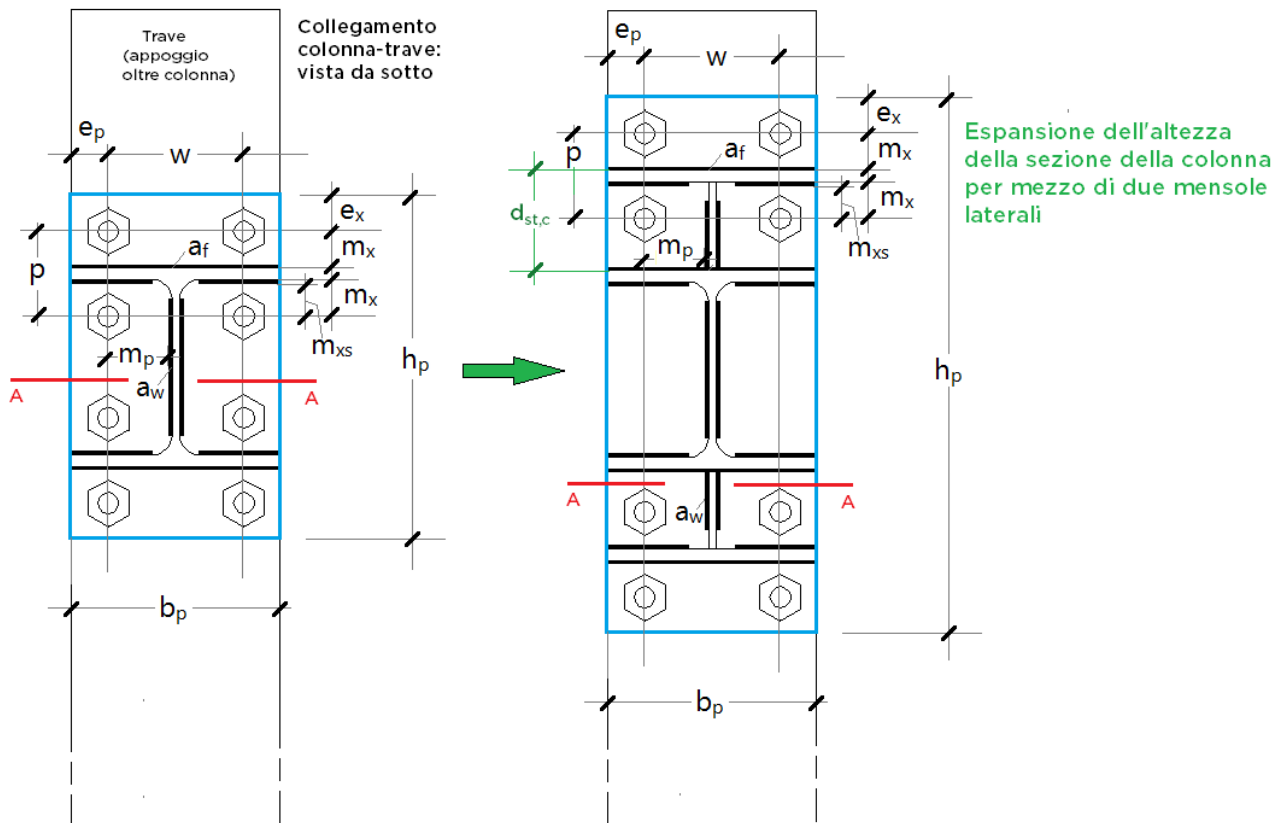 Trave
(appoggio
oltre colonna)
Collegamento
colonna-trave:
vista da sotto
ep
w
ex
mx
af
p
mx
mxs
mp
aw
hp
A
A
bp
ep
w
ex
mx
af
p
mx
mxs
dst,c
mp
hp
A
A
aw
bp
Espansione dell'altezza
della sezione della colonna
per mezzo di due mensole
laterali